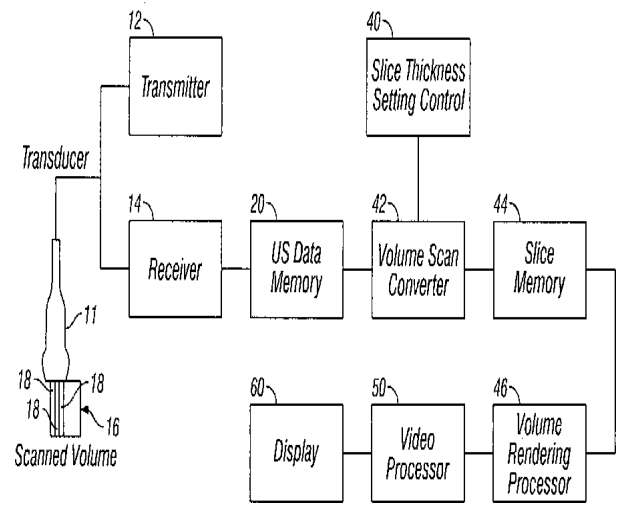 12
Transmitter
40
Slice Thickness
Setting Control
Transducer
14
Receiver
20
US Data
Memory
42
Volume Scan
Converter
44
Slice
Memory
11
18
18
18
16
Scanned Volume
60
Display
50
Video
Processor
46
Volume
Rendering
Processor